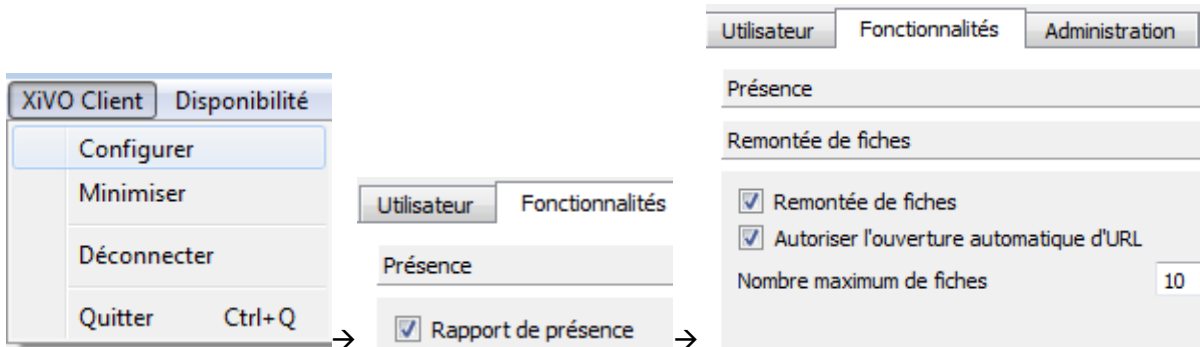 XiVO Client Disponibilité
Configurer
Minimiser
Déconnecter
Quitter Ctrl+Q
→
Utilisateur Fonctionnalités
Présence
Rapport de présence
→
Utilisateur Fonctionnalités Administration
Présence
Remontée de fiches
Remontée de fiches
Autoriser l'ouverture automatique d'URL
Nombre maximum de fiches 10